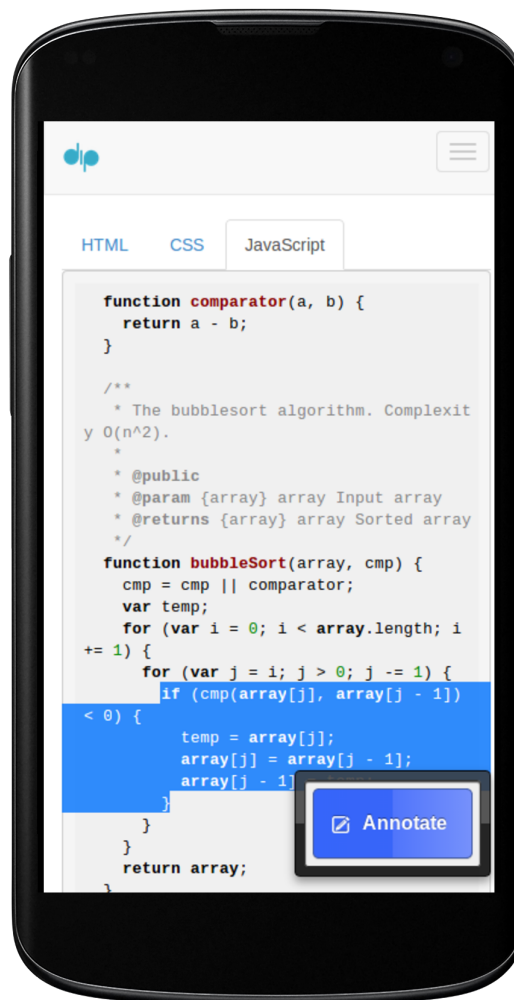 dip
HTML CSS JavaScript
function comparator(a, b) {
return a - b;
}
/**
* The bubblesort algorithm. Complexit
y O(n^2).
*
* @public
* @param {array} array Input array
* @returns {array} array Sorted array
*/
function bubbleSort(array, cmp) {
cmp = cmp || comparator;
var temp;
for (var i = 0; i < array.length; i
+= 1) {
for (var j = i; j > 0; j -= 1) {
if (cmp(array[j], array[j - 1])
< 0) {
temp = array[j];
array[j] = array[j - 1];
array[j - 1] = temp;
}
}
}
return array;
}
Annotate